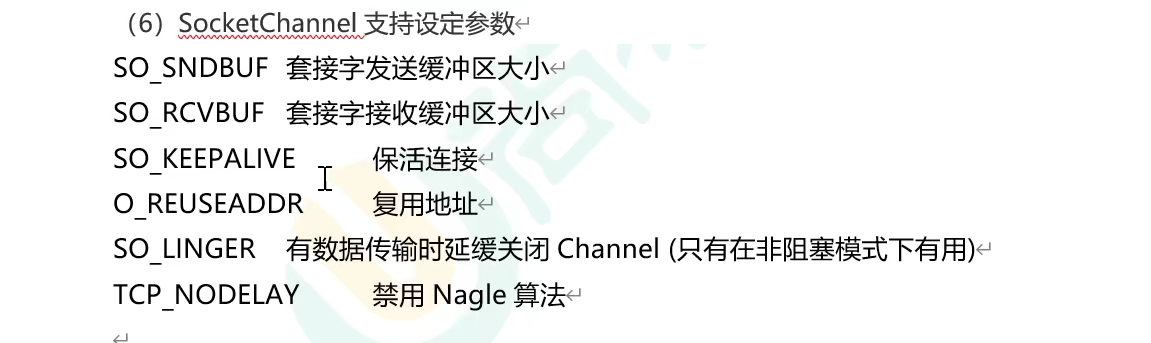 （6）SocketChannel 支持设定参数
SO_SNDBUF 套接字发送缓冲区大小
SO_RCVBUF 套接字接收缓冲区大小
SO_KEEPALIVE 保活连接
O_REUSEADDR 复用地址
SO_LINGER 有数据传输时延缓关闭 Channel (只有在非阻塞模式下有用)
TCP_NODELAY 禁用 Nagle 算法